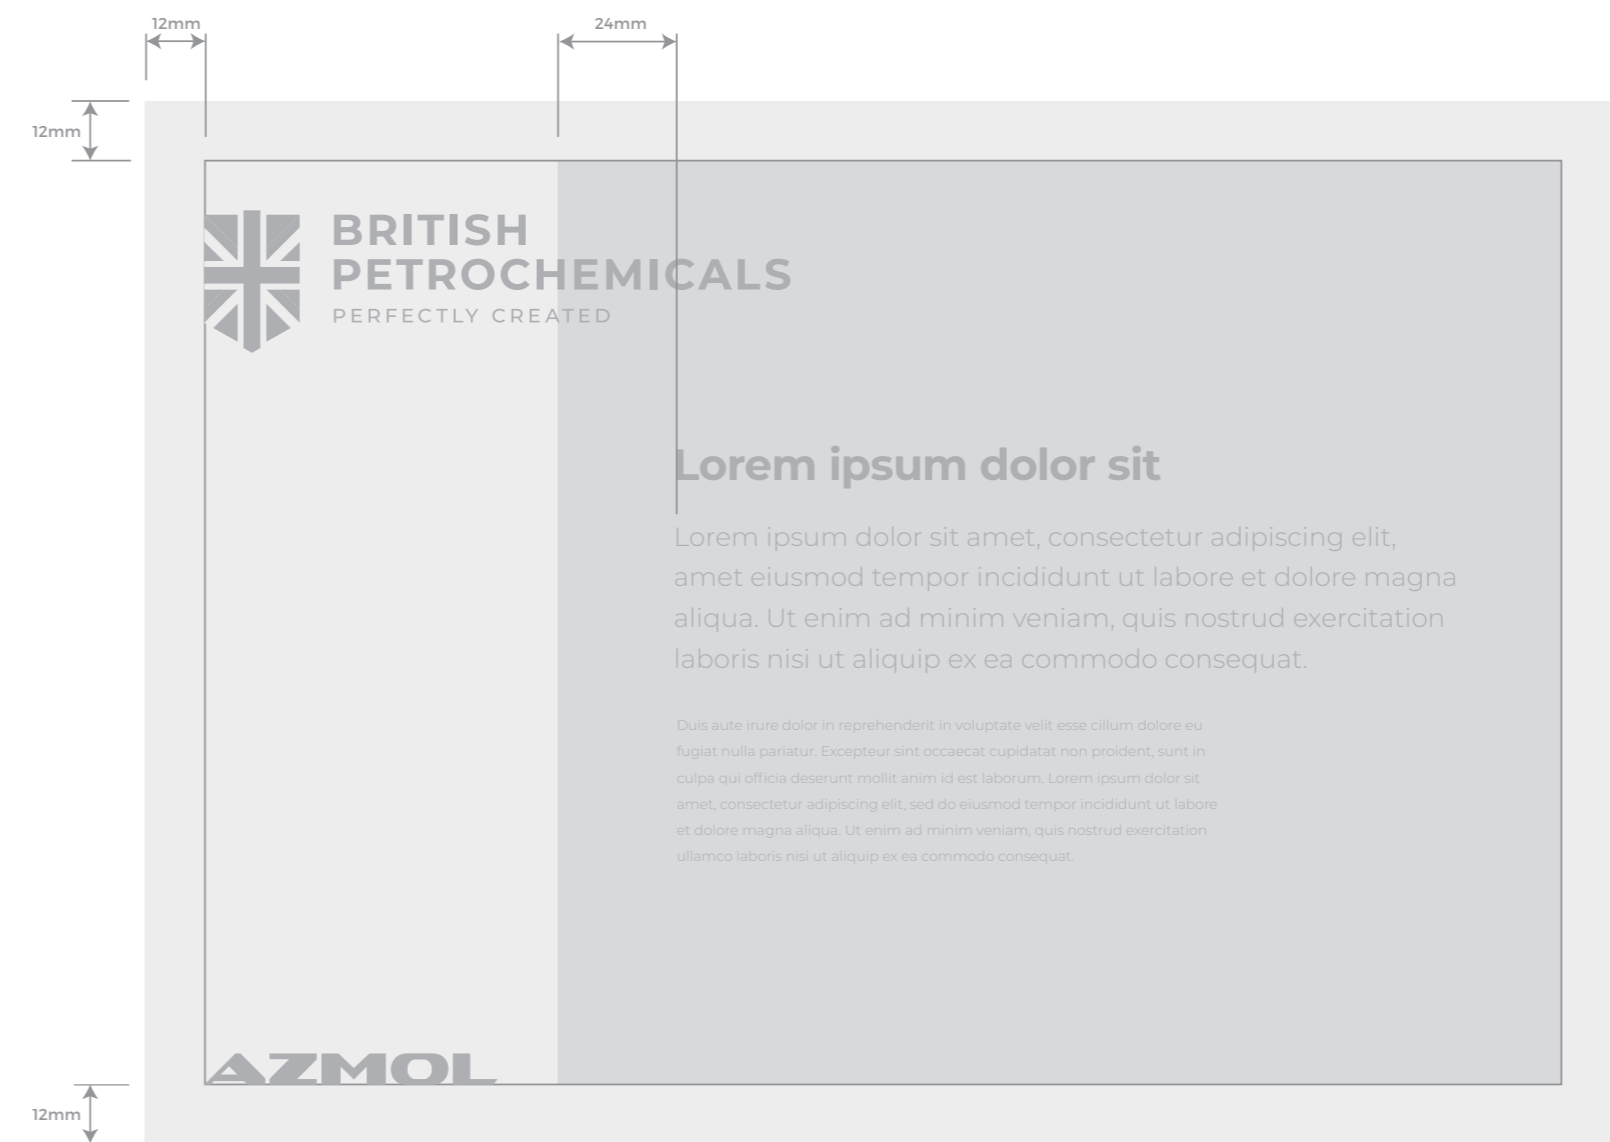 12mm
24mm
12mm
BRITISH
PETROCHEMICALS
PERFECTLY CREATED
Lorem ipsum dolor sit
Lorem ipsum dolor sit amet, consectetur adipiscing elit,
amet eiusmod tempor incididunt ut labore et dolore magna
aliqua. Ut enim ad minim veniam, quis nostrud exercitation
laboris nisi ut aliquip ex ea commodo consequat.
Duis aute irure dolor in reprehenderit in voluptate velit esse cillum dolore eu
fugiat nulla pariatur. Excepteur sint occaecat cupidatat non proident, sunt in
culpa qui officia deserunt mollit anim id est laborum. Lorem ipsum dolor sit
amet, consectetur adipiscing elit, sed do eiusmod tempor incididunt ut labore
et dolore magna aliqua. Ut enim ad minim veniam, quis nostrud exercitation
ullamco laboris nisi ut aliquip ex ea commodo consequat.
AZMOL
12mm